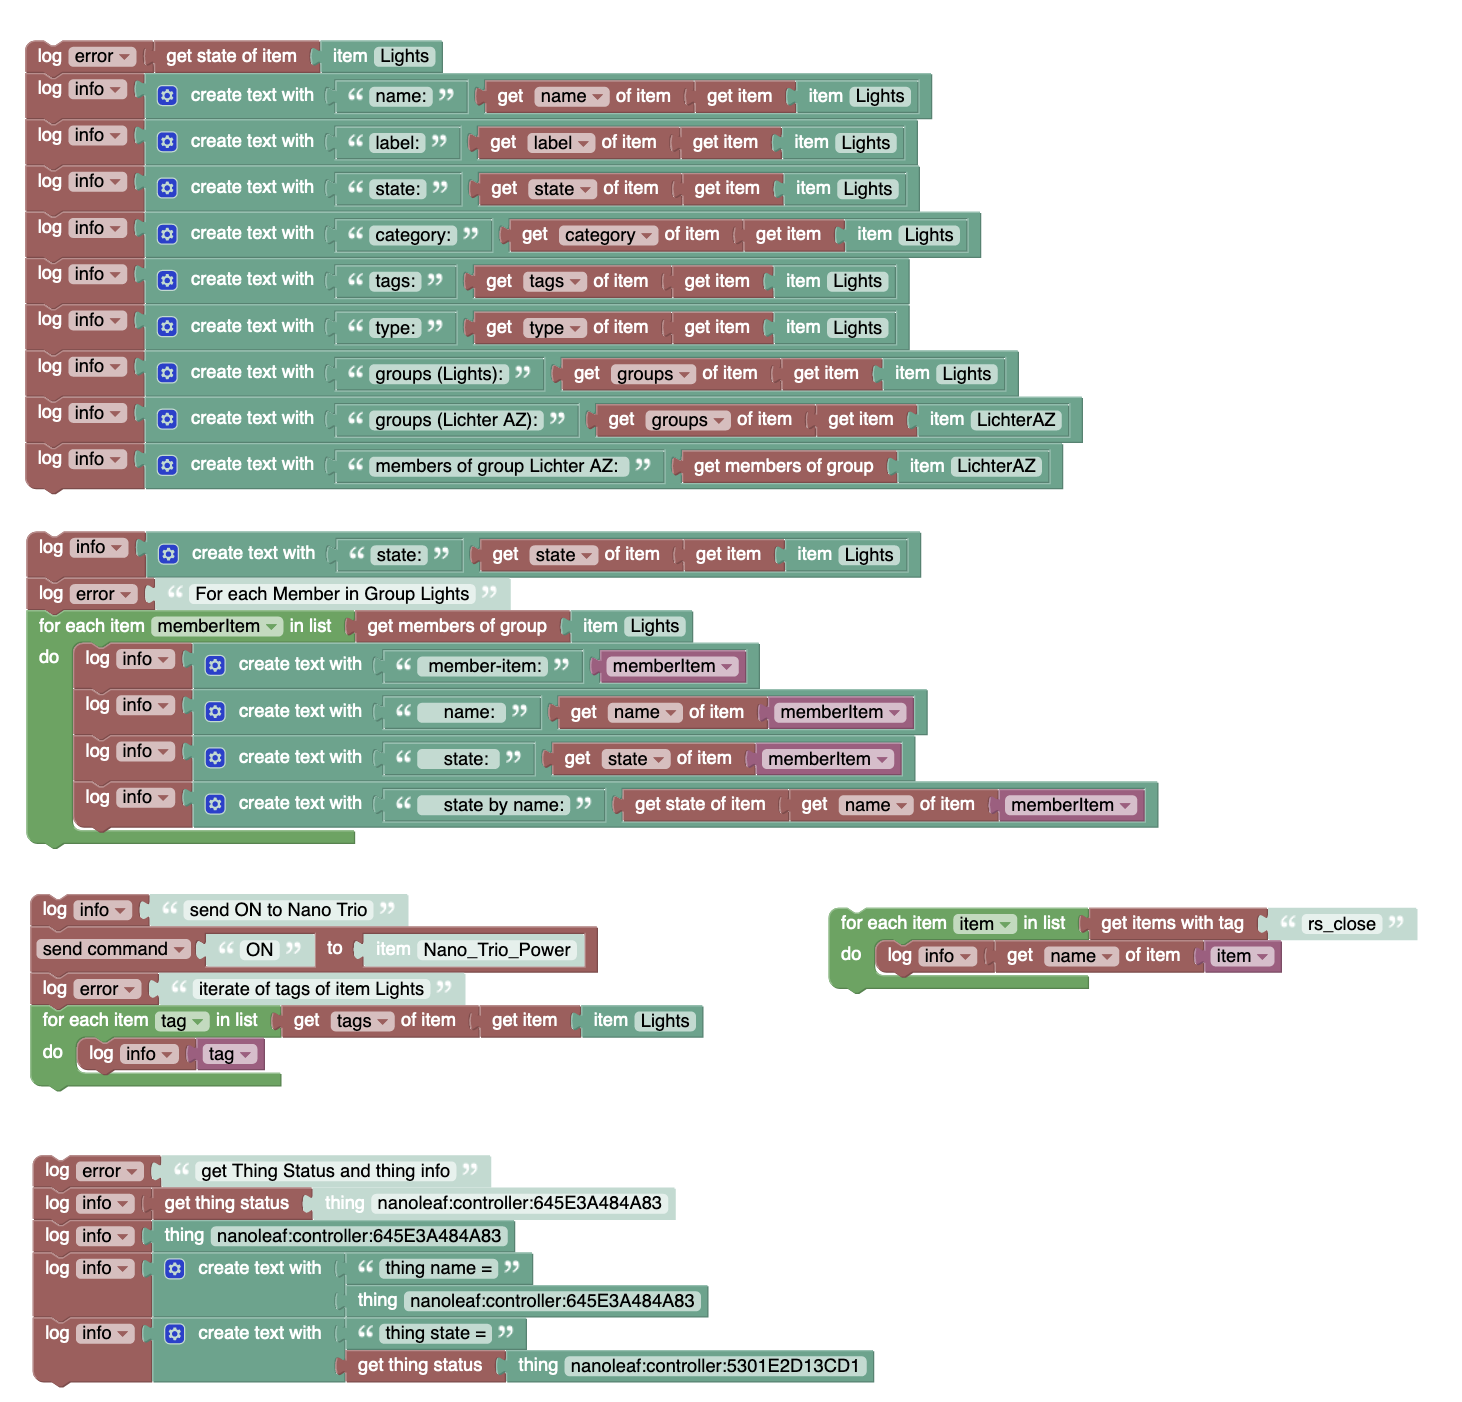 log error get state of item item Lights
log info create text with “ name: ” get name of item get item item Lights
log info create text with “ label: ” get label of item get item item Lights
log info create text with “ state: ” get state of item get item item Lights
log info create text with “ category: ” get category of item get item item Lights
log info create text with “ tags: ” get tags of item get item item Lights
log info create text with “ type: ” get type of item get item item Lights
log info create text with “ groups (Lights): ” get groups of item get item item Lights
log info create text with “ groups (Lichter AZ): ” get groups of item get item item LichterAZ
log info create text with “ members of group Lichter AZ: ” get members of group item LichterAZ
log info create text with “ state: ” get state of item get item item Lights
log error “ For each Member in Group Lights ”
for each item memberItem in list get members of group item Lights
do log info create text with “ member-item: ” memberItem
log info create text with “ name: ” get name of item memberItem
log info create text with “ state: ” get state of item memberItem
log info create text with “ state by name: ” get state of item get name of item memberItem
log info “ send ON to Nano Trio ”
send command “ ON ” to item Nano_Trio_Power
log error “ iterate of tags of item Lights ”
for each item tag in list get tags of item get item item Lights
do log info tag
for each item item in list get items with tag “ rs_close ”
do log info get name of item item
log error “ get Thing Status and thing info ”
log info get thing status thing nanoleaf:controller:645E3A484A83
log info thing nanoleaf:controller:645E3A484A83
log info create text with “ thing name = ”
thing nanoleaf:controller:645E3A484A83
log info create text with “ thing state = ”
get thing status thing nanoleaf:controller:5301E2D13CD1